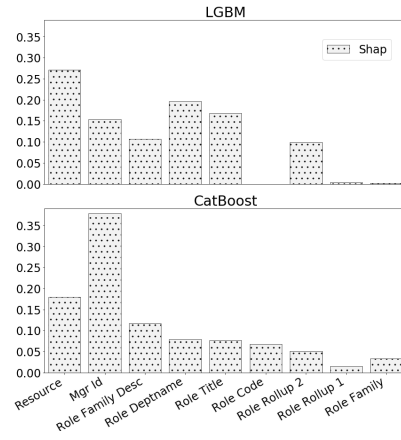 LGBM
0.35
0.30
0.25
0.20
0.15
0.10
0.05
0.00
Shap
CatBoost
0.35
0.30
0.25
0.20
0.15
0.10
0.05
0.00
Resource
Mgr Id
Role Family Desc
Role Deptname
Role Title
Role Code
Role Rollup 2
Role Rollup 1
Role Family